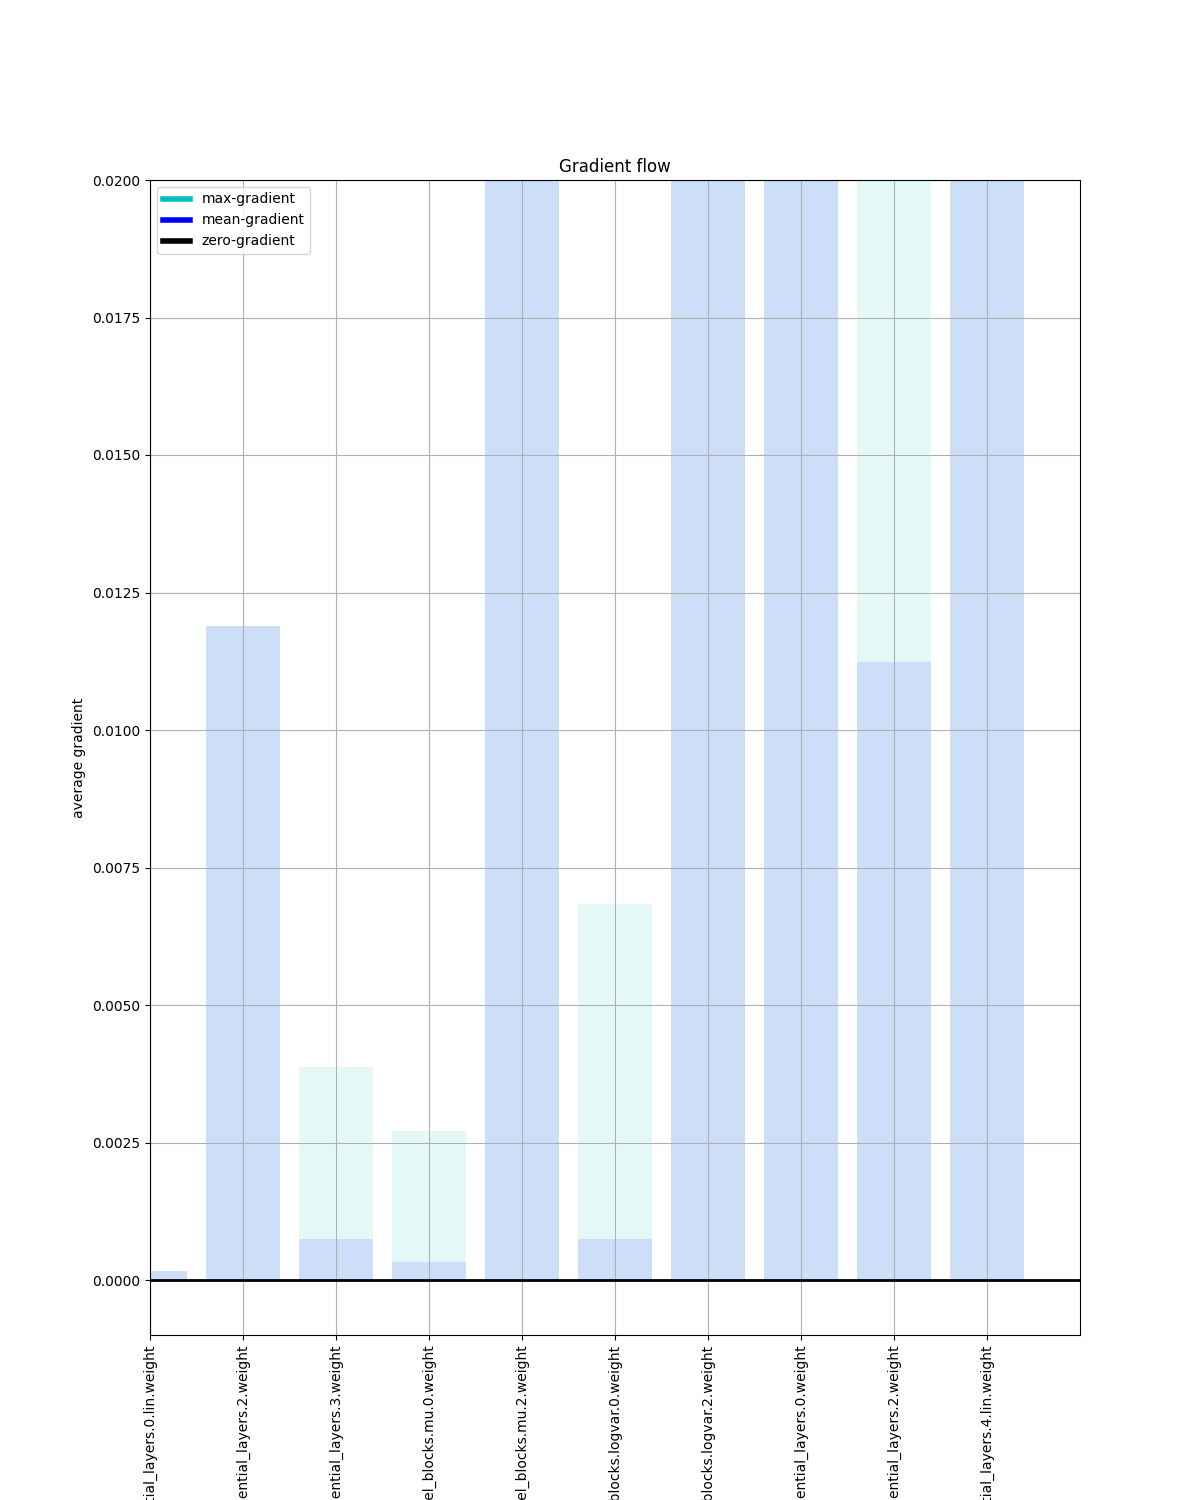 Gradient flow
max-gradient
mean-gradient
zero-gradient
0.0200
0.0175
0.0150
0.0125
0.0100
0.0075
0.0050
0.0025
0.0000
average gradient
tial_layers.0.lin.weight
ential_layers.2.weight
ential_layers.3.weight
el_blocks.mu.0.weight
el_blocks.mu.2.weight
blocks.logvar.0.weight
blocks.logvar.2.weight
ential_layers.0.weight
ential_layers.2.weight
tial_layers.4.lin.weight